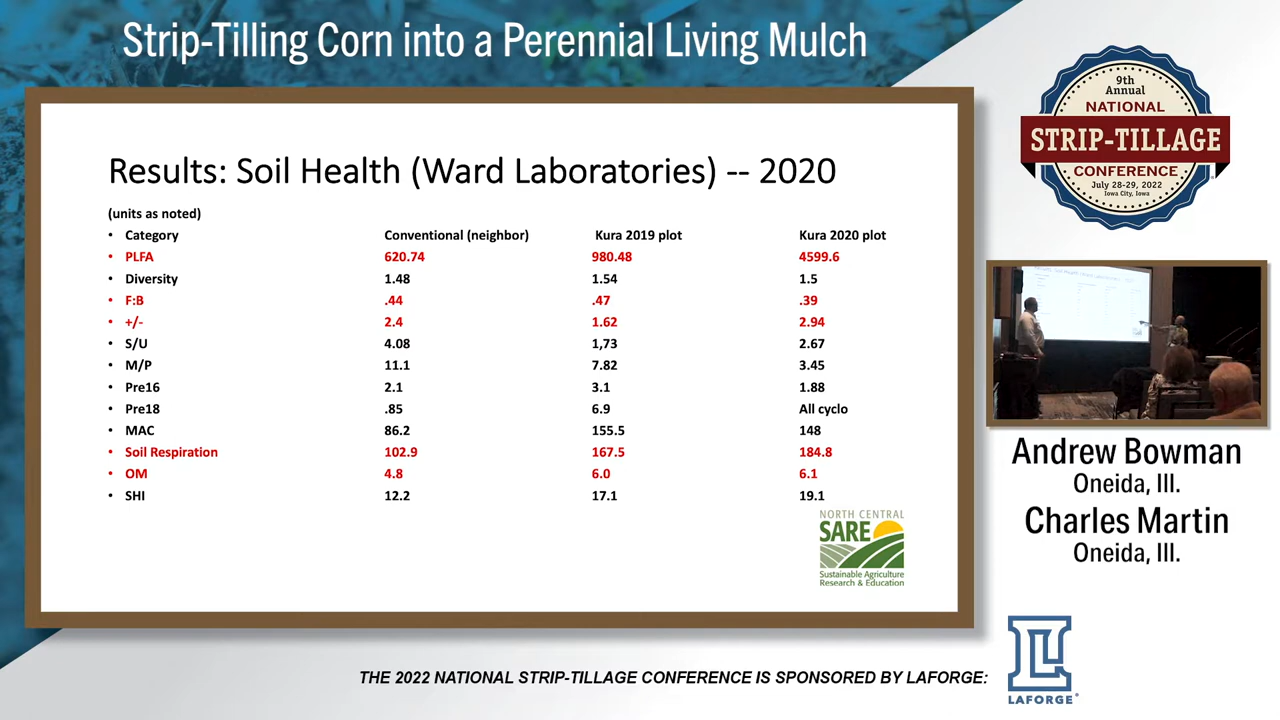 Strip-Tilling Corn into a Perennial Living Mulch
Results: Soil Health (Ward Laboratories) -- 2020
(units as noted)
• Category Conventional (neighbor) Kura 2019 plot Kura 2020 plot
• PLFA 620.74 980.48 4599.6
• Diversity 1.48 1.54 1.5
• F:B .44 .47 .39
• +/- 2.4 1.62 2.94
• S/U 4.08 1,73 2.67
• M/P 11.1 7.82 3.45
• Pre16 2.1 3.1 1.88
• Pre18 .85 6.9 All cyclo
• MAC 86.2 155.5 148
• Soil Respiration 102.9 167.5 184.8
• OM 4.8 6.0 6.1
• SHI 12.2 17.1 19.1
NORTH CENTRAL
SARE
Sustainable Agriculture
Research & Education
9th
Annual
NATIONAL
STRIP-TILLAGE
CONFERENCE
July 28-29, 2022
Iowa City, Iowa
Andrew Bowman
Oneida, Ill.
Charles Martin
Oneida, Ill.
THE 2022 NATIONAL STRIP-TILLAGE CONFERENCE IS SPONSORED BY LAFORGE:
LAFORGE®